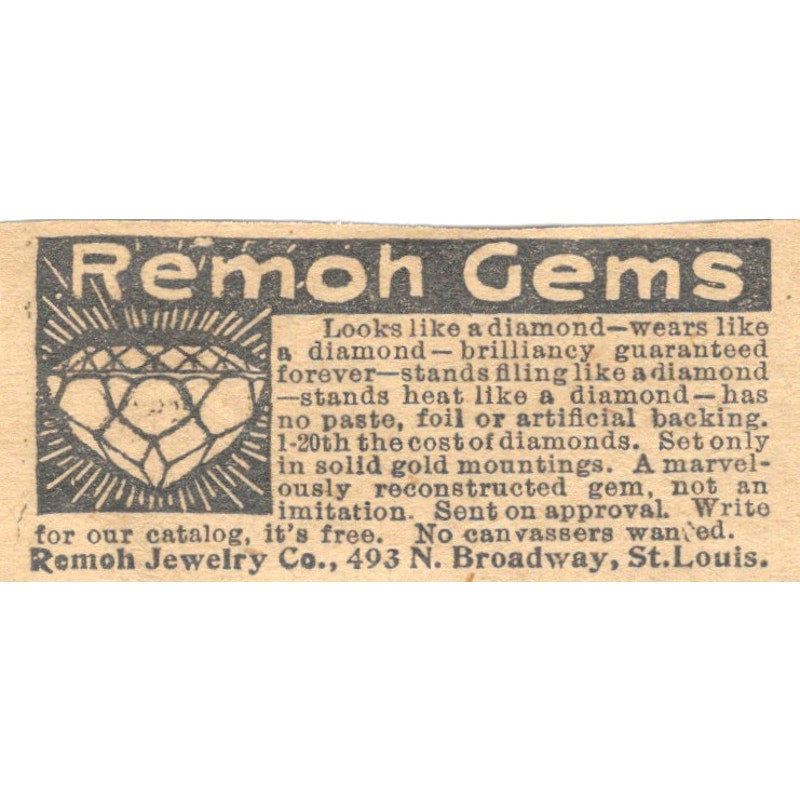 Remoh Gems
Looks like a diamond—wears like
a diamond—brilliancy guaranteed
forever—stands filing like a diamond
—stands heat like a diamond—has
no paste, foil or artificial backing.
1-20th the cost of diamonds. Set only
in solid gold mountings. A marvel-
ously reconstructed gem, not an
imitation. Sent on approval. Write
for our catalog, it's free. No canvassers wanted.
Remoh Jewelry Co., 493 N. Broadway, St. Louis.